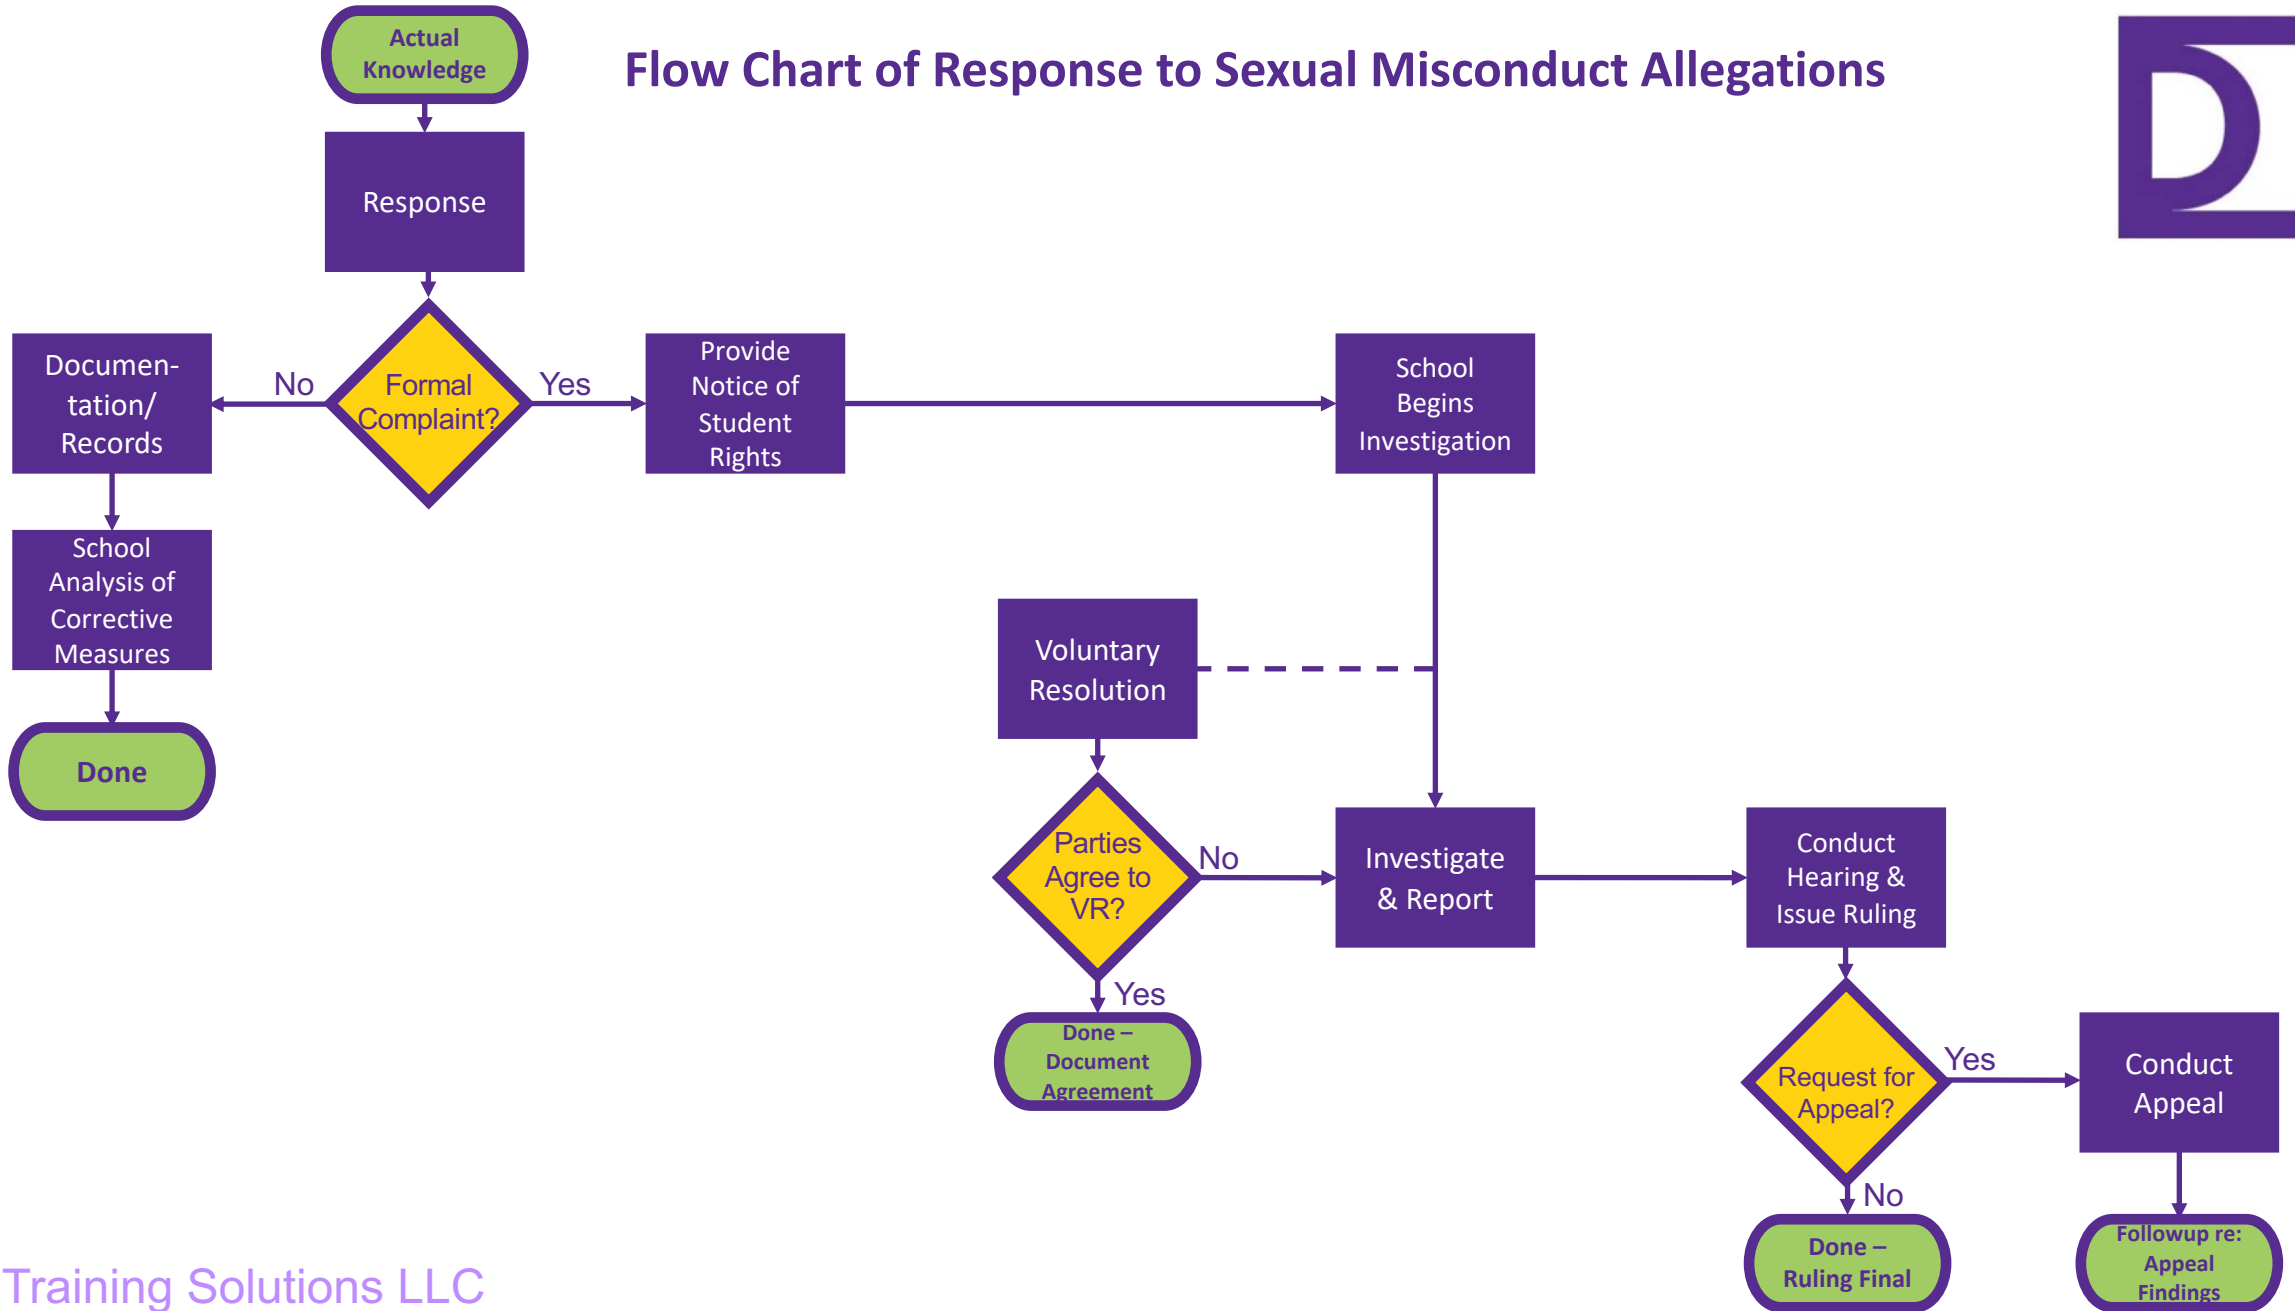 Actual
Knowledge
Flow Chart of Response to Sexual Misconduct Allegations
D
Response
Formal
Complaint?
No
Yes
Documen-
tation/
Records
School
Analysis of
Corrective
Measures
Done
Provide
Notice of
Student
Rights
School
Begins
Investigation
Voluntary
Resolution
Parties
Agree to
VR?
No
Yes
Done –
Document
Agreement
Investigate
& Report
Conduct
Hearing &
Issue Ruling
Request for
Appeal?
Yes
No
Conduct
Appeal
Done –
Ruling Final
Followup re:
Appeal
Findings
Training Solutions LLC